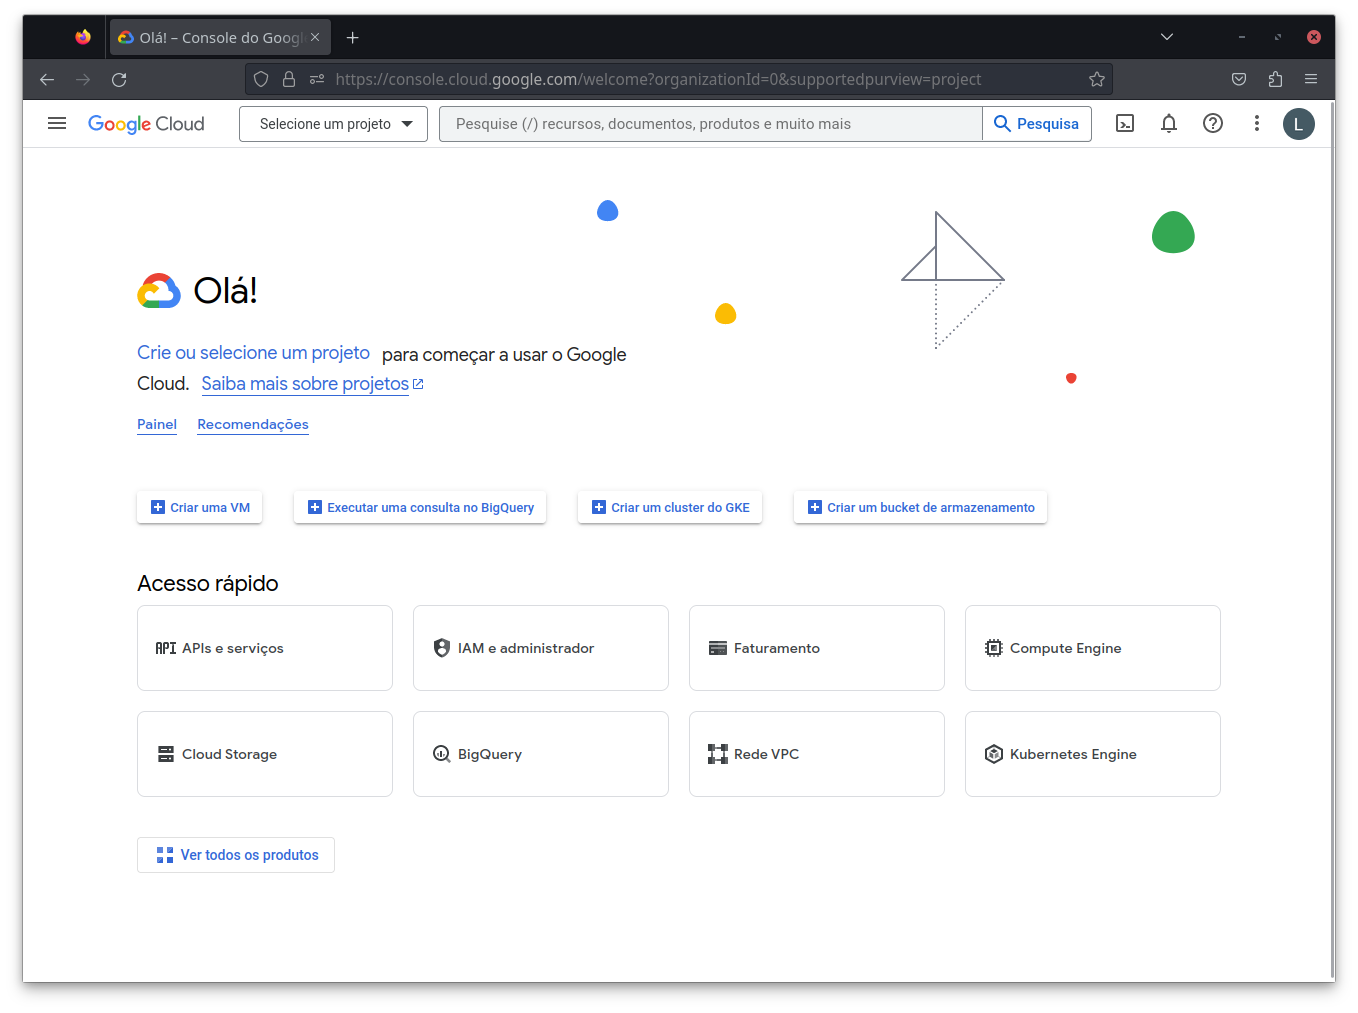 Olá! – Console do Googl
https://console.cloud.google.com/welcome?organizationId=0&supportedpurview=project
Google Cloud
Selecione um projeto
Pesquise (/) recursos, documentos, produtos e muito mais
Pesquisa
L
Olá!
Crie ou selecione um projeto para começar a usar o Google
Cloud. Saiba mais sobre projetos
Painel Recomendações
Criar uma VM
Executar uma consulta no BigQuery
Criar um cluster do GKE
Criar um bucket de armazenamento
Acesso rápido
API APIs e serviços
IAM e administrador
Faturamento
Compute Engine
Cloud Storage
BigQuery
Rede VPC
Kubernetes Engine
Ver todos os produtos